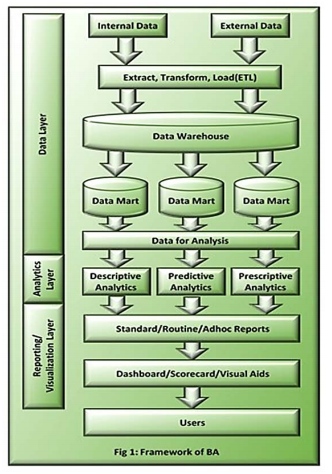 Internal Data
External Data
Extract, Transform, Load(ETL)
Data Warehouse
Data Mart
Data Mart
Data Mart
Data for Analysis
Descriptive
Analytics
Predictive
Analytics
Prescriptive
Analytics
Standard/Routine/Adhoc Reports
Dashboard/Scorecard/Visual Aids
Users
Data Layer
Analytics
Layer
Reporting/
Visualization Layer
Fig 1: Framework of BA